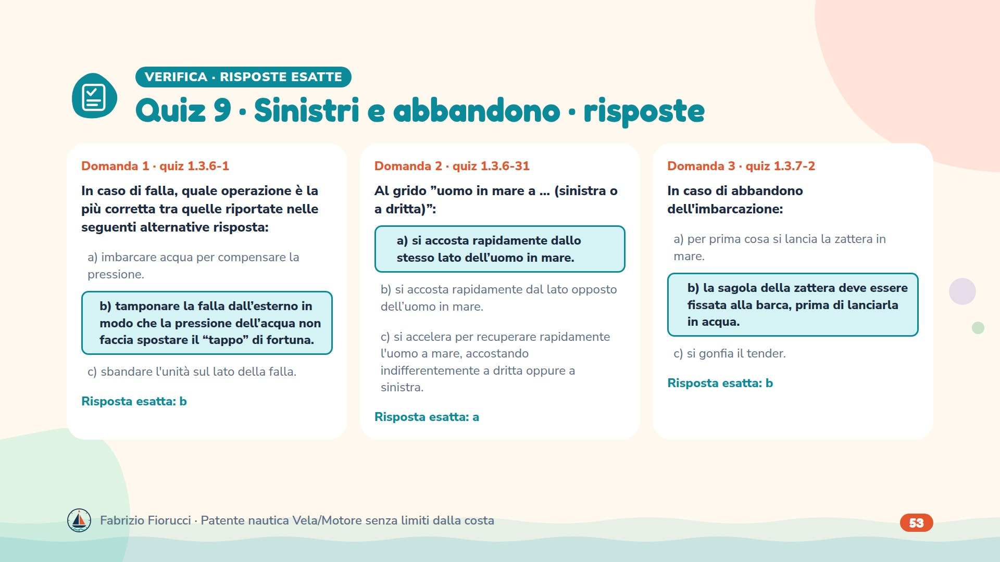 VERIFICA · RISPOSTE ESATTE
Quiz 9 · Sinistri e abbandono · risposte
Domanda 1 · quiz 1.3.6-1
In caso di falla, quale operazione è la
più corretta tra quelle riportate nelle
seguenti alternative risposta:
a) imbarcare acqua per compensare la
pressione.
b) tamponare la falla dall’esterno in
modo che la pressione dell’acqua non
faccia spostare il “tappo” di fortuna.
c) sbandare l'unità sul lato della falla.
Risposta esatta: b
Domanda 2 · quiz 1.3.6-31
Al grido ”uomo in mare a ... (sinistra o
a dritta)”:
a) si accosta rapidamente dallo
stesso lato dell’uomo in mare.
b) si accosta rapidamente dal lato opposto
dell’uomo in mare.
c) si accelera per recuperare rapidamente
l'uomo a mare, accostando
indifferentemente a dritta oppure a
sinistra.
Risposta esatta: a
Domanda 3 · quiz 1.3.7-2
In caso di abbandono
dell'imbarcazione:
a) per prima cosa si lancia la zattera in
mare.
b) la sagola della zattera deve essere
fissata alla barca, prima di lanciarla
in acqua.
c) si gonfia il tender.
Risposta esatta: b
Fabrizio Fiorucci · Patente nautica Vela/Motore senza limiti dalla costa
53